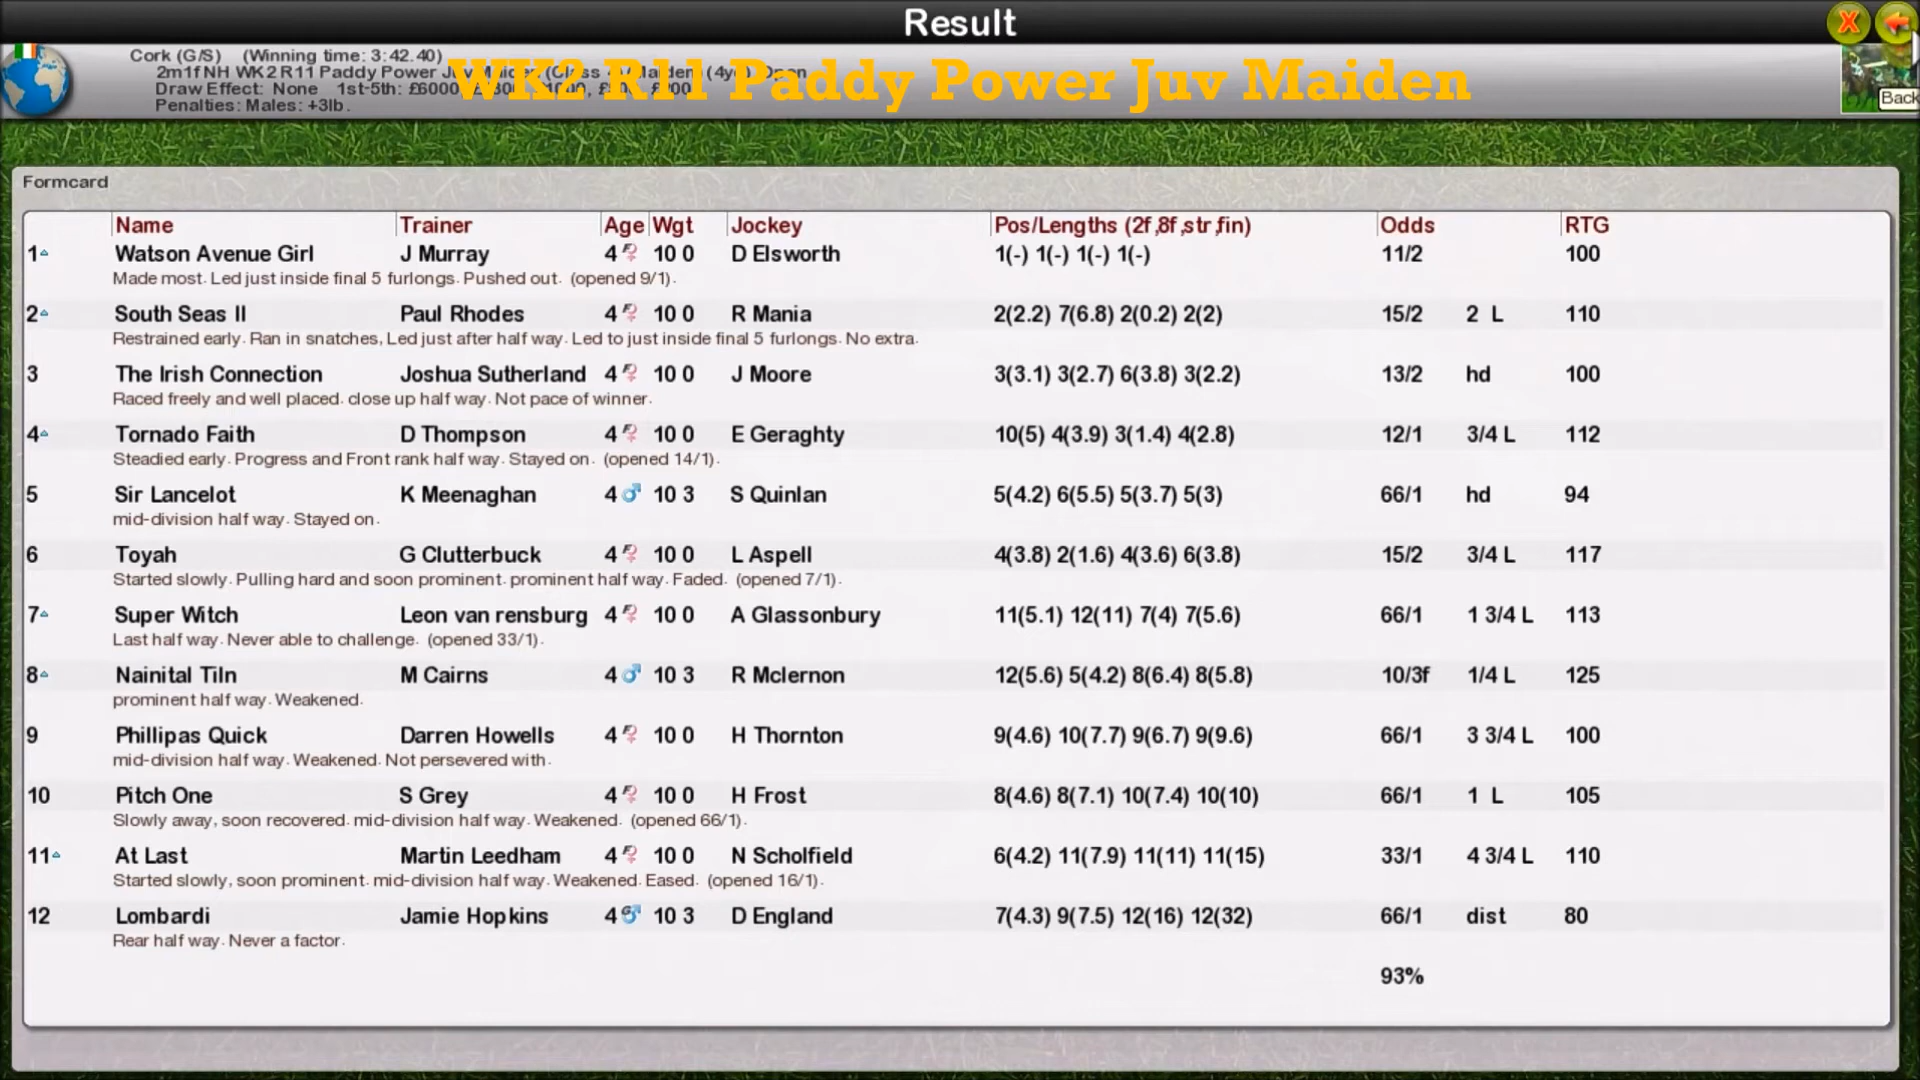 Result
Cork (G/S) (Winning time: 3:42.40)
2m1f NH WK2 R11 Paddy Power Juv Maiden (Class 4) Maiden (4yo) Open
WK2 R11 Paddy Power Juv Maiden
Draw Effect: None 1st-5th: £6000,
Penalties: Males: +3lb.
Back
Formcard
Name Trainer Age Wgt Jockey Pos/Lengths (2f,8f,str,fin) Odds RTG
1 Watson Avenue Girl J Murray 4 F 10 0 D Elsworth 1(-) 1(-) 1(-) 1(-) 11/2 100
Made most. Led just inside final 5 furlongs. Pushed out. (opened 9/1).
2 South Seas II Paul Rhodes 4 F 10 0 R Mania 2(2.2) 7(6.8) 2(0.2) 2(2) 15/2 2 L 110
Restrained early. Ran in snatches, Led just after half way. Led to just inside final 5 furlongs. No extra.
3 The Irish Connection Joshua Sutherland 4 F 10 0 J Moore 3(3.1) 3(2.7) 6(3.8) 3(2.2) 13/2 hd 100
Raced freely and well placed. close up half way. Not pace of winner.
4 Tornado Faith D Thompson 4 F 10 0 E Geraghty 10(5) 4(3.9) 3(1.4) 4(2.8) 12/1 3/4 L 112
Steadied early. Progress and Front rank half way. Stayed on. (opened 14/1).
5 Sir Lancelot K Meenaghan 4 10 3 S Quinlan 5(4.2) 6(5.5) 5(3.7) 5(3) 66/1 hd 94
mid-division half way. Stayed on.
6 Toyah G Clutterbuck 4 F 10 0 L Aspell 4(3.8) 2(1.6) 4(3.6) 6(3.8) 15/2 3/4 L 117
Started slowly. Pulling hard and soon prominent. prominent half way. Faded. (opened 7/1).
7 Super Witch Leon van rensburg 4 F 10 0 A Glassonbury 11(5.1) 12(11) 7(4) 7(5.6) 66/1 1 3/4 L 113
Last half way. Never able to challenge. (opened 33/1).
8 Nainital Tiln M Cairns 4 10 3 R Mclernon 12(5.6) 5(4.2) 8(6.4) 8(5.8) 10/3f 1/4 L 125
prominent half way. Weakened.
9 Phillipas Quick Darren Howells 4 F 10 0 H Thornton 9(4.6) 10(7.7) 9(6.7) 9(9.6) 66/1 3 3/4 L 100
mid-division half way. Weakened. Not persevered with.
10 Pitch One S Grey 4 F 10 0 H Frost 8(4.6) 8(7.1) 10(7.4) 10(10) 66/1 1 L 105
Slowly away, soon recovered. mid-division half way. Weakened. (opened 66/1).
11 At Last Martin Leedham 4 F 10 0 N Scholfield 6(4.2) 11(7.9) 11(11) 11(15) 33/1 4 3/4 L 110
Started slowly, soon prominent. mid-division half way. Weakened. Eased. (opened 16/1).
12 Lombardi Jamie Hopkins 4 G 10 3 D England 7(4.3) 9(7.5) 12(16) 12(32) 66/1 dist 80
Rear half way. Never a factor.
93%